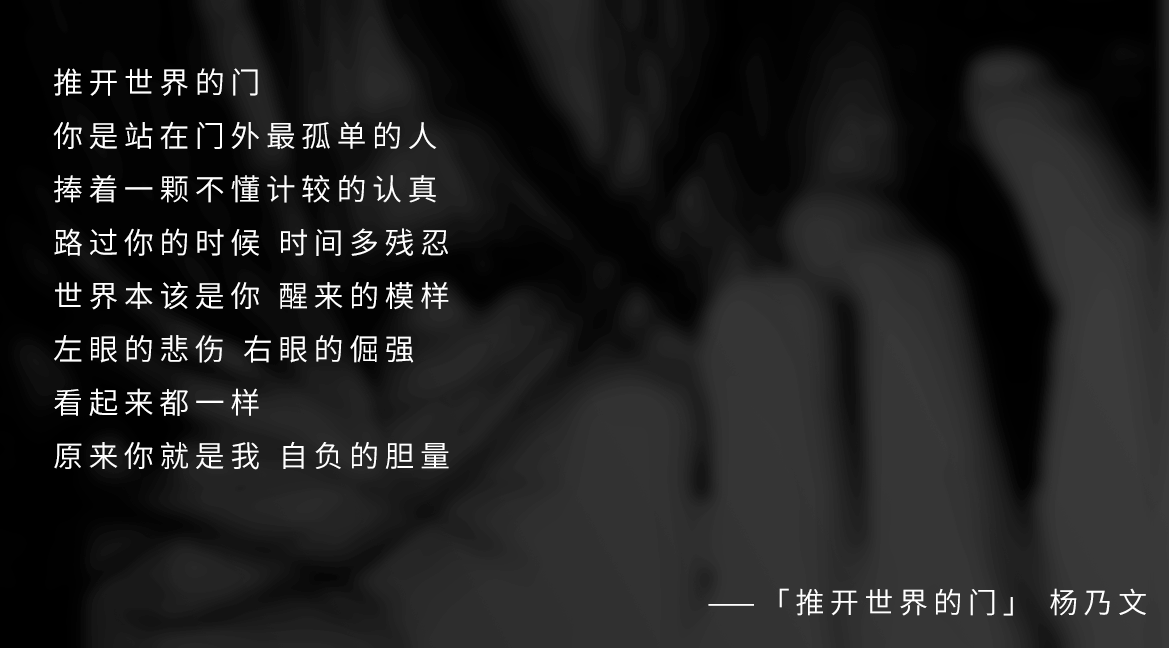 推开世界的门
你是站在门外最孤单的人
捧着一颗不懂计较的认真
路过你的时候 时间多残忍
世界本该是你 醒来的模样
左眼的悲伤 右眼的倔强
看起来都一样
原来你就是我 自负的胆量
——「推开世界的门」 杨乃文